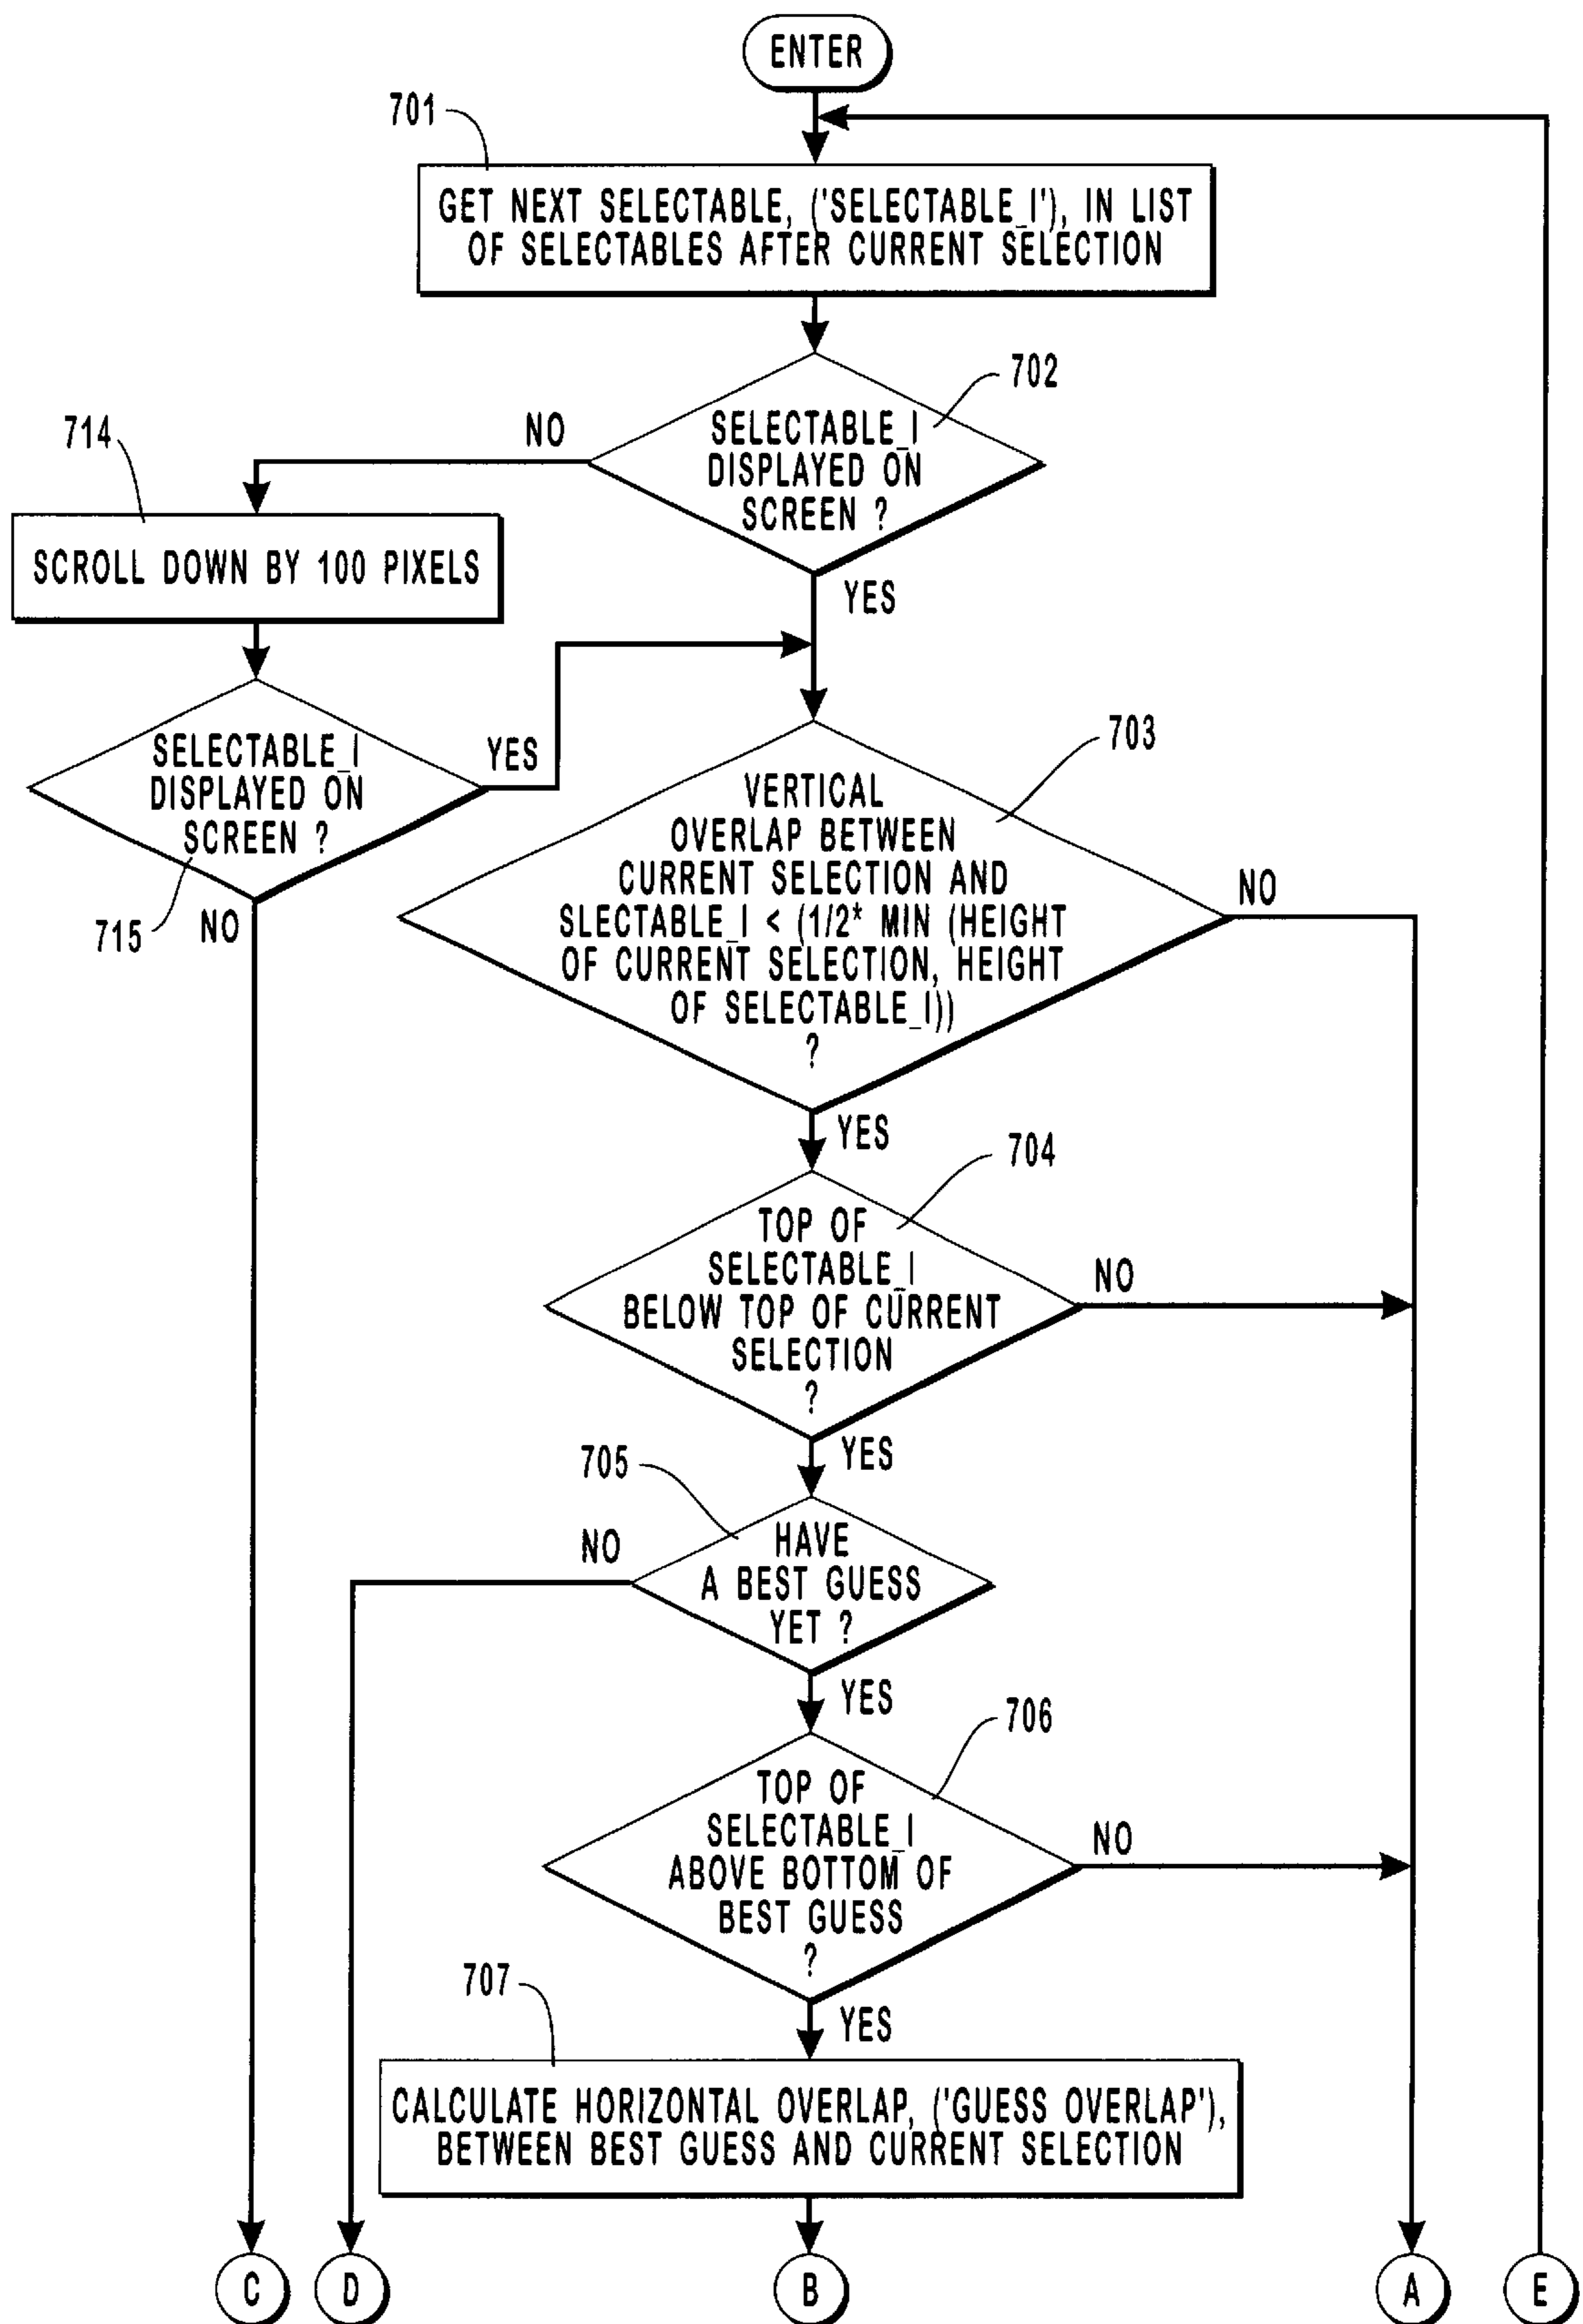 ENTER
701
GET NEXT SELECTABLE, ('SELECTABLE_I'), IN LIST
OF SELECTABLES AFTER CURRENT SELECTION
702
SELECTABLE_I
DISPLAYED ON
SCREEN ?
NO
YES
714
SCROLL DOWN BY 100 PIXELS
SELECTABLE_I
DISPLAYED ON
SCREEN ?
YES
715
NO
703
VERTICAL
OVERLAP BETWEEN
CURRENT SELECTION AND
SLECTABLE_I < (1/2* MIN (HEIGHT
OF CURRENT SELECTION, HEIGHT
OF SELECTABLE_I))
?
NO
YES
704
TOP OF
SELECTABLE_I
BELOW TOP OF CURRENT
SELECTION
?
NO
YES
705
HAVE
A BEST GUESS
YET ?
NO
YES
706
TOP OF
SELECTABLE_I
ABOVE BOTTOM OF
BEST GUESS
?
NO
YES
707
CALCULATE HORIZONTAL OVERLAP, ('GUESS OVERLAP'),
BETWEEN BEST GUESS AND CURRENT SELECTION
C
D
B
A
E